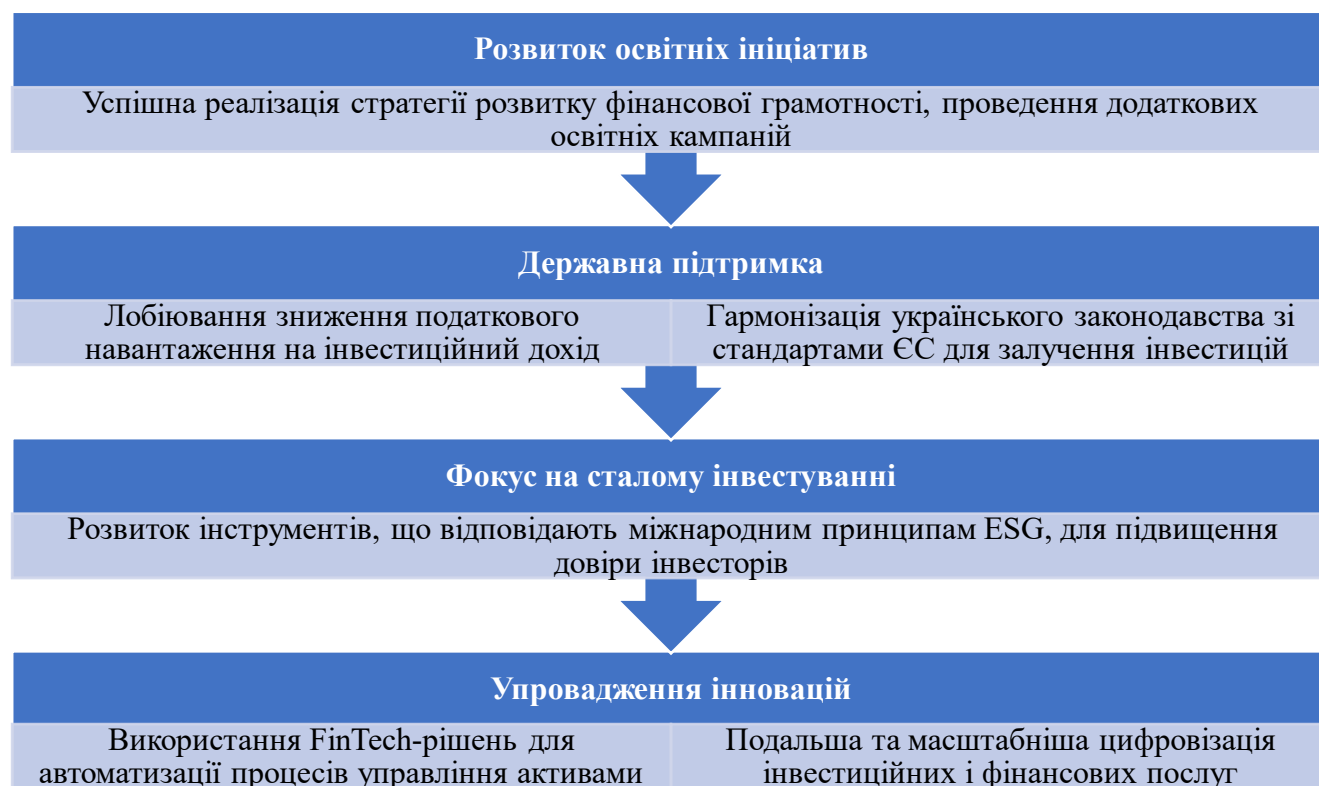 Розвиток освітніх ініціатив
Успішна реалізація стратегії розвитку фінансової грамотності, проведення додаткових
освітніх кампаній
Державна підтримка
Лобіювання зниження податкового
навантаження на інвестиційний дохід
Гармонізація українського законодавства зі
стандартами ЄС для залучення інвестицій
Фокус на сталому інвестуванні
Розвиток інструментів, що відповідають міжнародним принципам ESG, для підвищення
довіри інвесторів
Упровадження інновацій
Використання FinTech-рішень для
автоматизації процесів управління активами
Подальша та масштабніша цифровізація
інвестиційних і фінансових послуг